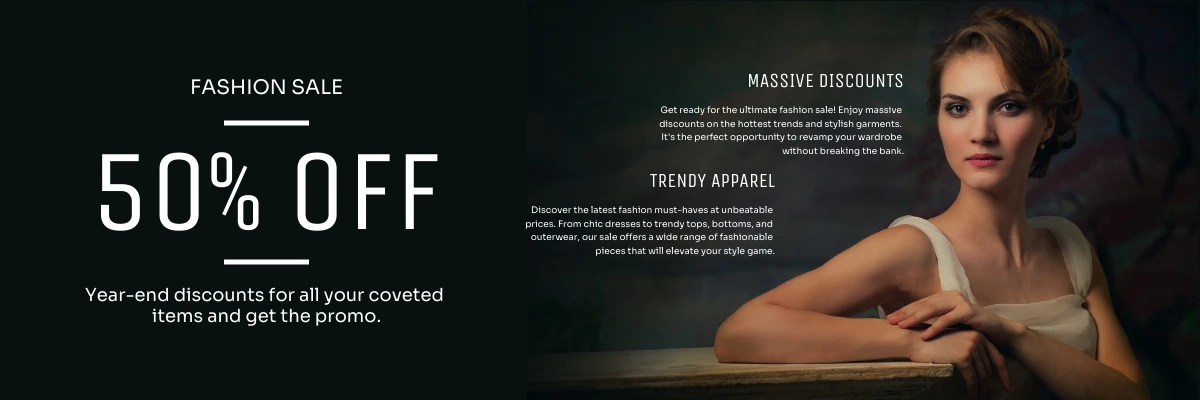 FASHION SALE
50% OFF
Year-end discounts for all your coveted
items and get the promo.
MASSIVE DISCOUNTS
Get ready for the ultimate fashion sale! Enjoy massive
discounts on the hottest trends and stylish garments.
It's the perfect opportunity to revamp your wardrobe
without breaking the bank.
TRENDY APPAREL
Discover the latest fashion must-haves at unbeatable
prices. From chic dresses to trendy tops, bottoms, and
outerwear, our sale offers a wide range of fashionable
pieces that will elevate your style game.